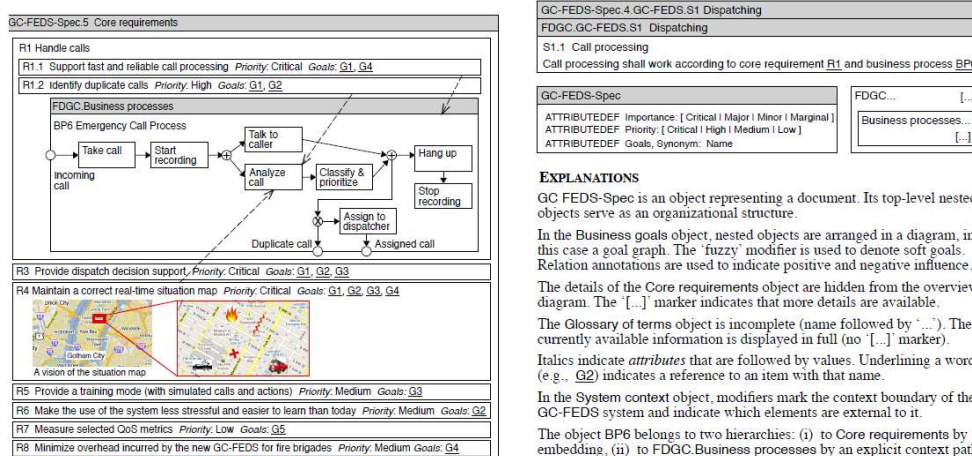 GC-FEDS-Spec.5 Core requirements
R1 Handle calls
R1.1 Support fast and reliable call processing Priority: Critical Goals: G1, G4
R1.2 Identify duplicate calls Priority: High Goals: G1, G2
FDGC.Business processes
BP6 Emergency Call Process
Take call
Start recording
Talk to caller
Analyze call
Classify & prioritize
Hang up
Stop recording
Incoming call
Assign to dispatcher
Duplicate call
Assigned call
R3 Provide dispatch decision support Priority: Critical Goals: G1, G2, G3
R4 Maintain a correct real-time situation map Priority: Critical Goals: G1, G2, G3, G4
Union City
Gotham City
A vision of the situation map
R5 Provide a training mode (with simulated calls and actions) Priority: Medium Goals: G3
R6 Make the use of the system less stressful and easier to learn than today Priority: Medium Goals: G2
R7 Measure selected QoS metrics Priority: Low Goals: G5
R8 Minimize overhead incurred by the new GC-FEDS for fire brigades Priority: Medium Goals: G4
GC-FEDS-Spec.4.GC-FEDS.S1 Dispatching
FDGC.GC-FEDS.S1 Dispatching
S1.1 Call processing
Call processing shall work according to core requirement R1 and business process BP6
GC-FEDS-Spec
ATTRIBUTEDEF Importance: [ Critical | Major | Minor | Marginal ]
ATTRIBUTEDEF Priority: [ Critical | High | Medium | Low ]
ATTRIBUTEDEF Goals, Synonym: Name
FDGC... [...
Business processes...
[...]
EXPLANATIONS
GC FEDS-Spec is an object representing a document. Its top-level nested
objects serve as an organizational structure.
In the Business goals object, nested objects are arranged in a diagram, in
this case a goal graph. The 'fuzzy' modifier is used to denote soft goals.
Relation annotations are used to indicate positive and negative influence.
The details of the Core requirements object are hidden from the overview
diagram. The '[...]' marker indicates that more details are available.
The Glossary of terms object is incomplete (name followed by '...'). The
currently available information is displayed in full (no '[...]' marker).
Italics indicate attributes that are followed by values. Underlining a word
(e.g., G2) indicates a reference to an item with that name.
In the System context object, modifiers mark the context boundary of the
GC-FEDS system and indicate which elements are external to it.
The object BP6 belongs to two hierarchies: (i) to Core requirements by
embedding, (ii) to FDGC.Business processes by an explicit context path